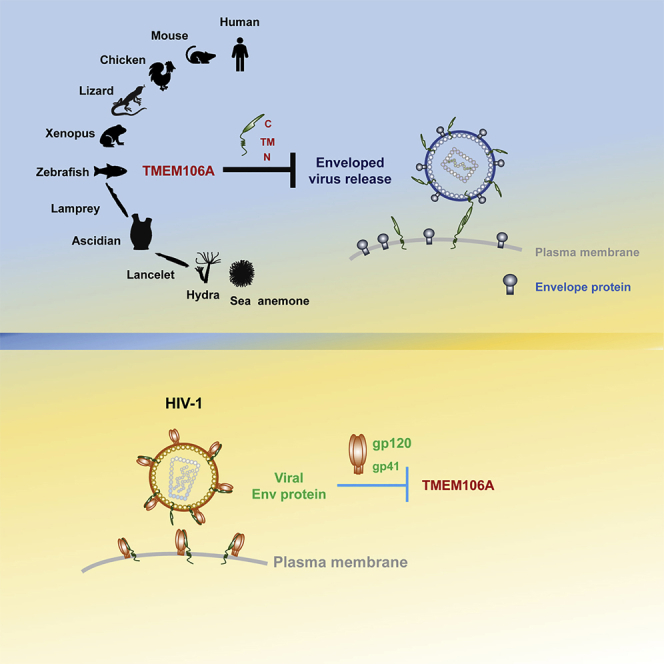 Human
Mouse
Chicken
Lizard
Xenopus
Zebrafish
Lamprey
Ascidian
Lancelet
Hydra
Sea anemone
TMEM106A
C
TM
N
Enveloped
virus release
Plasma membrane
Envelope protein
HIV-1
gp120
gp41
Viral
Env protein
TMEM106A
Plasma membrane